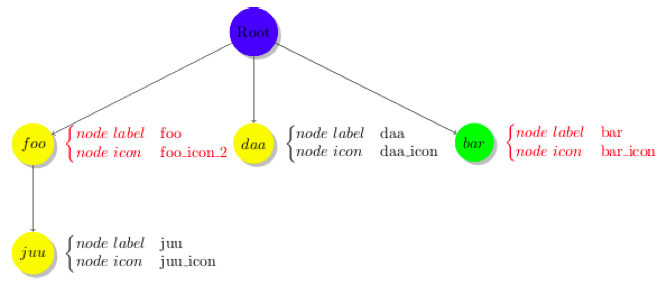 Root
foo
node label foo
node icon foo_icon_2
daa
node label daa
node icon daa_icon
bar
node label bar
node icon bar_icon
juu
node label juu
node icon juu_icon